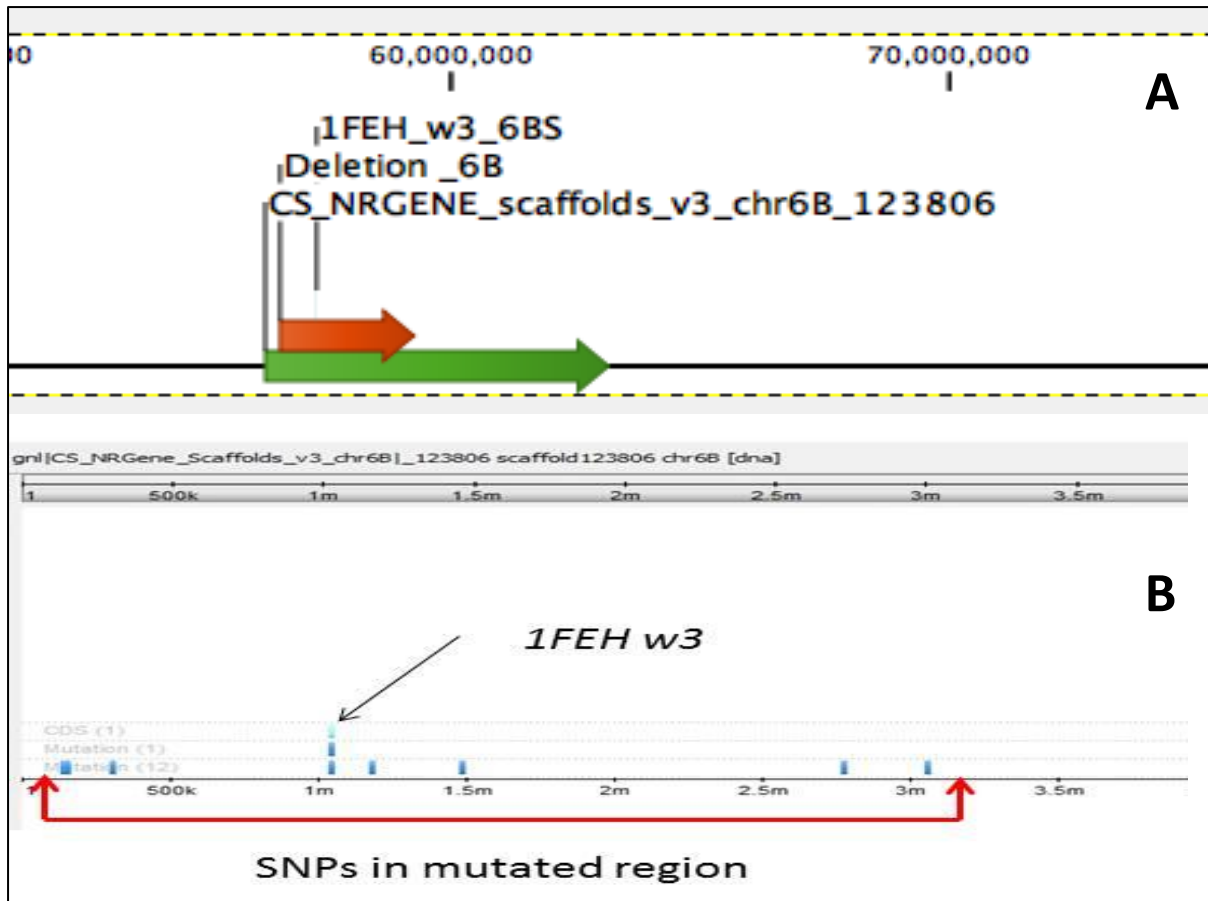 00 60,000,000 70,000,000
A
1FEH_w3_6BS
Deletion _6B
CS_NRGENE_scaffolds_v3_chr6B_123806
gnl|CS_NRGene_Scaffolds_v3_chr6B|_123806 scaffold123806 chr6B [dna]
1 500k 1m 1.5m 2m 2.5m 3m 3.5m
B
1FEH w3
CDS (1)
Mutation (1)
Mutation (12)
1 500k 1m 1.5m 2m 2.5m 3m 3.5m
SNPs in mutated region